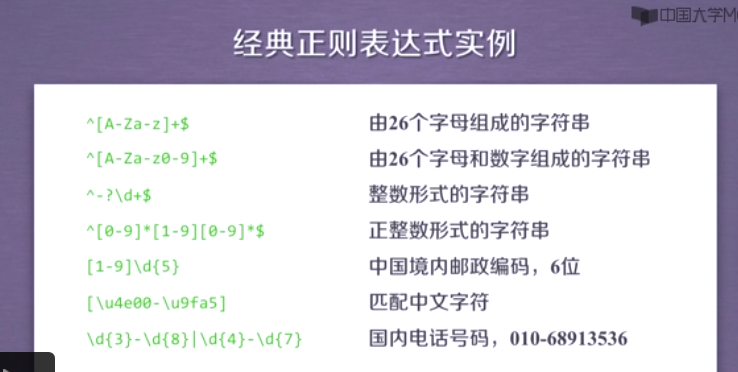 中国大学M
经典正则表达式实例
^[A-Za-z]+$ 由26个字母组成的字符串
^[A-Za-z0-9]+$ 由26个字母和数字组成的字符串
^-?\d+$ 整数形式的字符串
^[0-9]*[1-9][0-9]*$ 正整数形式的字符串
[1-9]\d{5} 中国境内邮政编码，6位
[\u4e00-\u9fa5] 匹配中文字符
\d{3}-\d{8}|\d{4}-\d{7} 国内电话号码，010-68913536